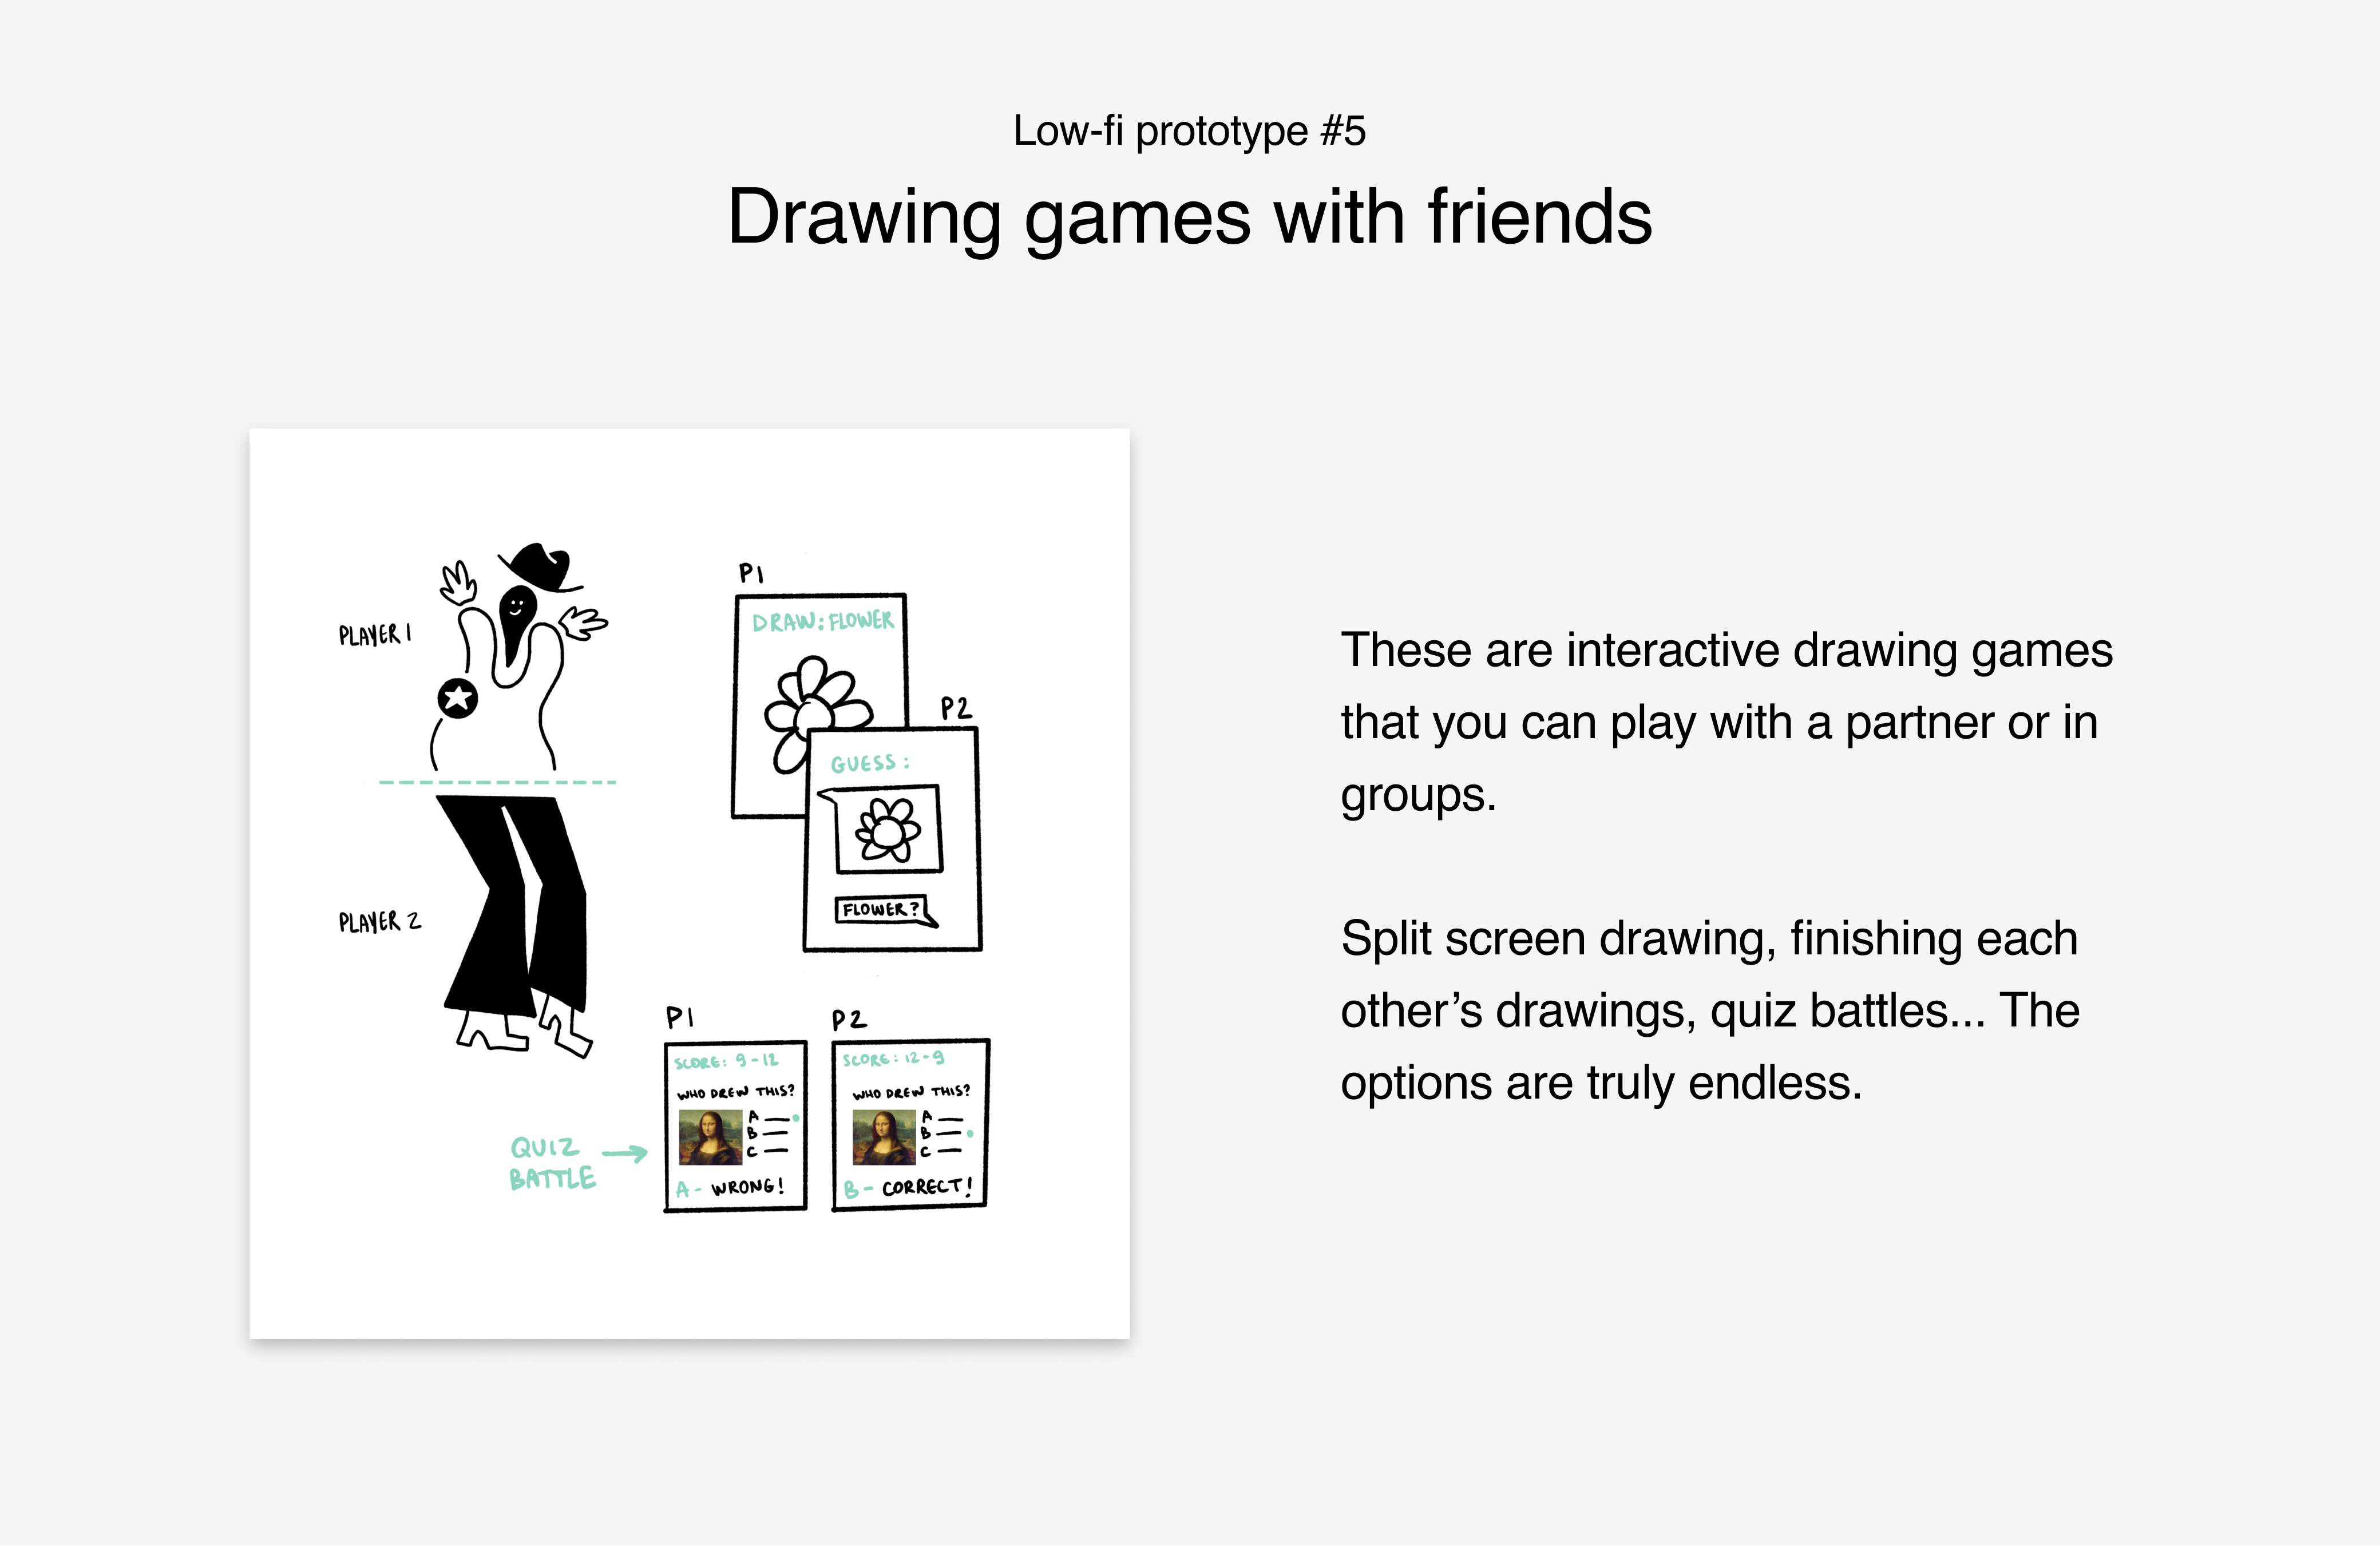 Low-fi prototype #5
Drawing games with friends
PLAYER 1
PLAYER 2
P1
DRAW: FLOWER
P2
GUESS:
FLOWER?
QUIZ
BATTLE
P1
SCORE: 9-12
WHO DREW THIS?
A
B
C
A- WRONG!
P2
SCORE: 12-9
WHO DREW THIS?
A
B
C
B- CORRECT!
These are interactive drawing games
that you can play with a partner or in
groups.
Split screen drawing, finishing each
other’s drawings, quiz battles... The
options are truly endless.